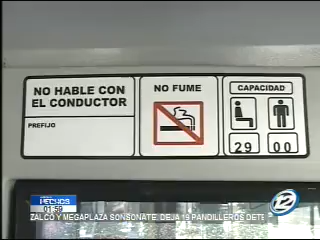 NO HABLE CON
EL CONDUCTOR
PREFIJO
NO FUME
CAPACIDAD
29 00
HECHOS
01:58
12
ZALCO Y MEGAPLAZA SONSONATE, DEJA 19 PANDILLEROS DETE